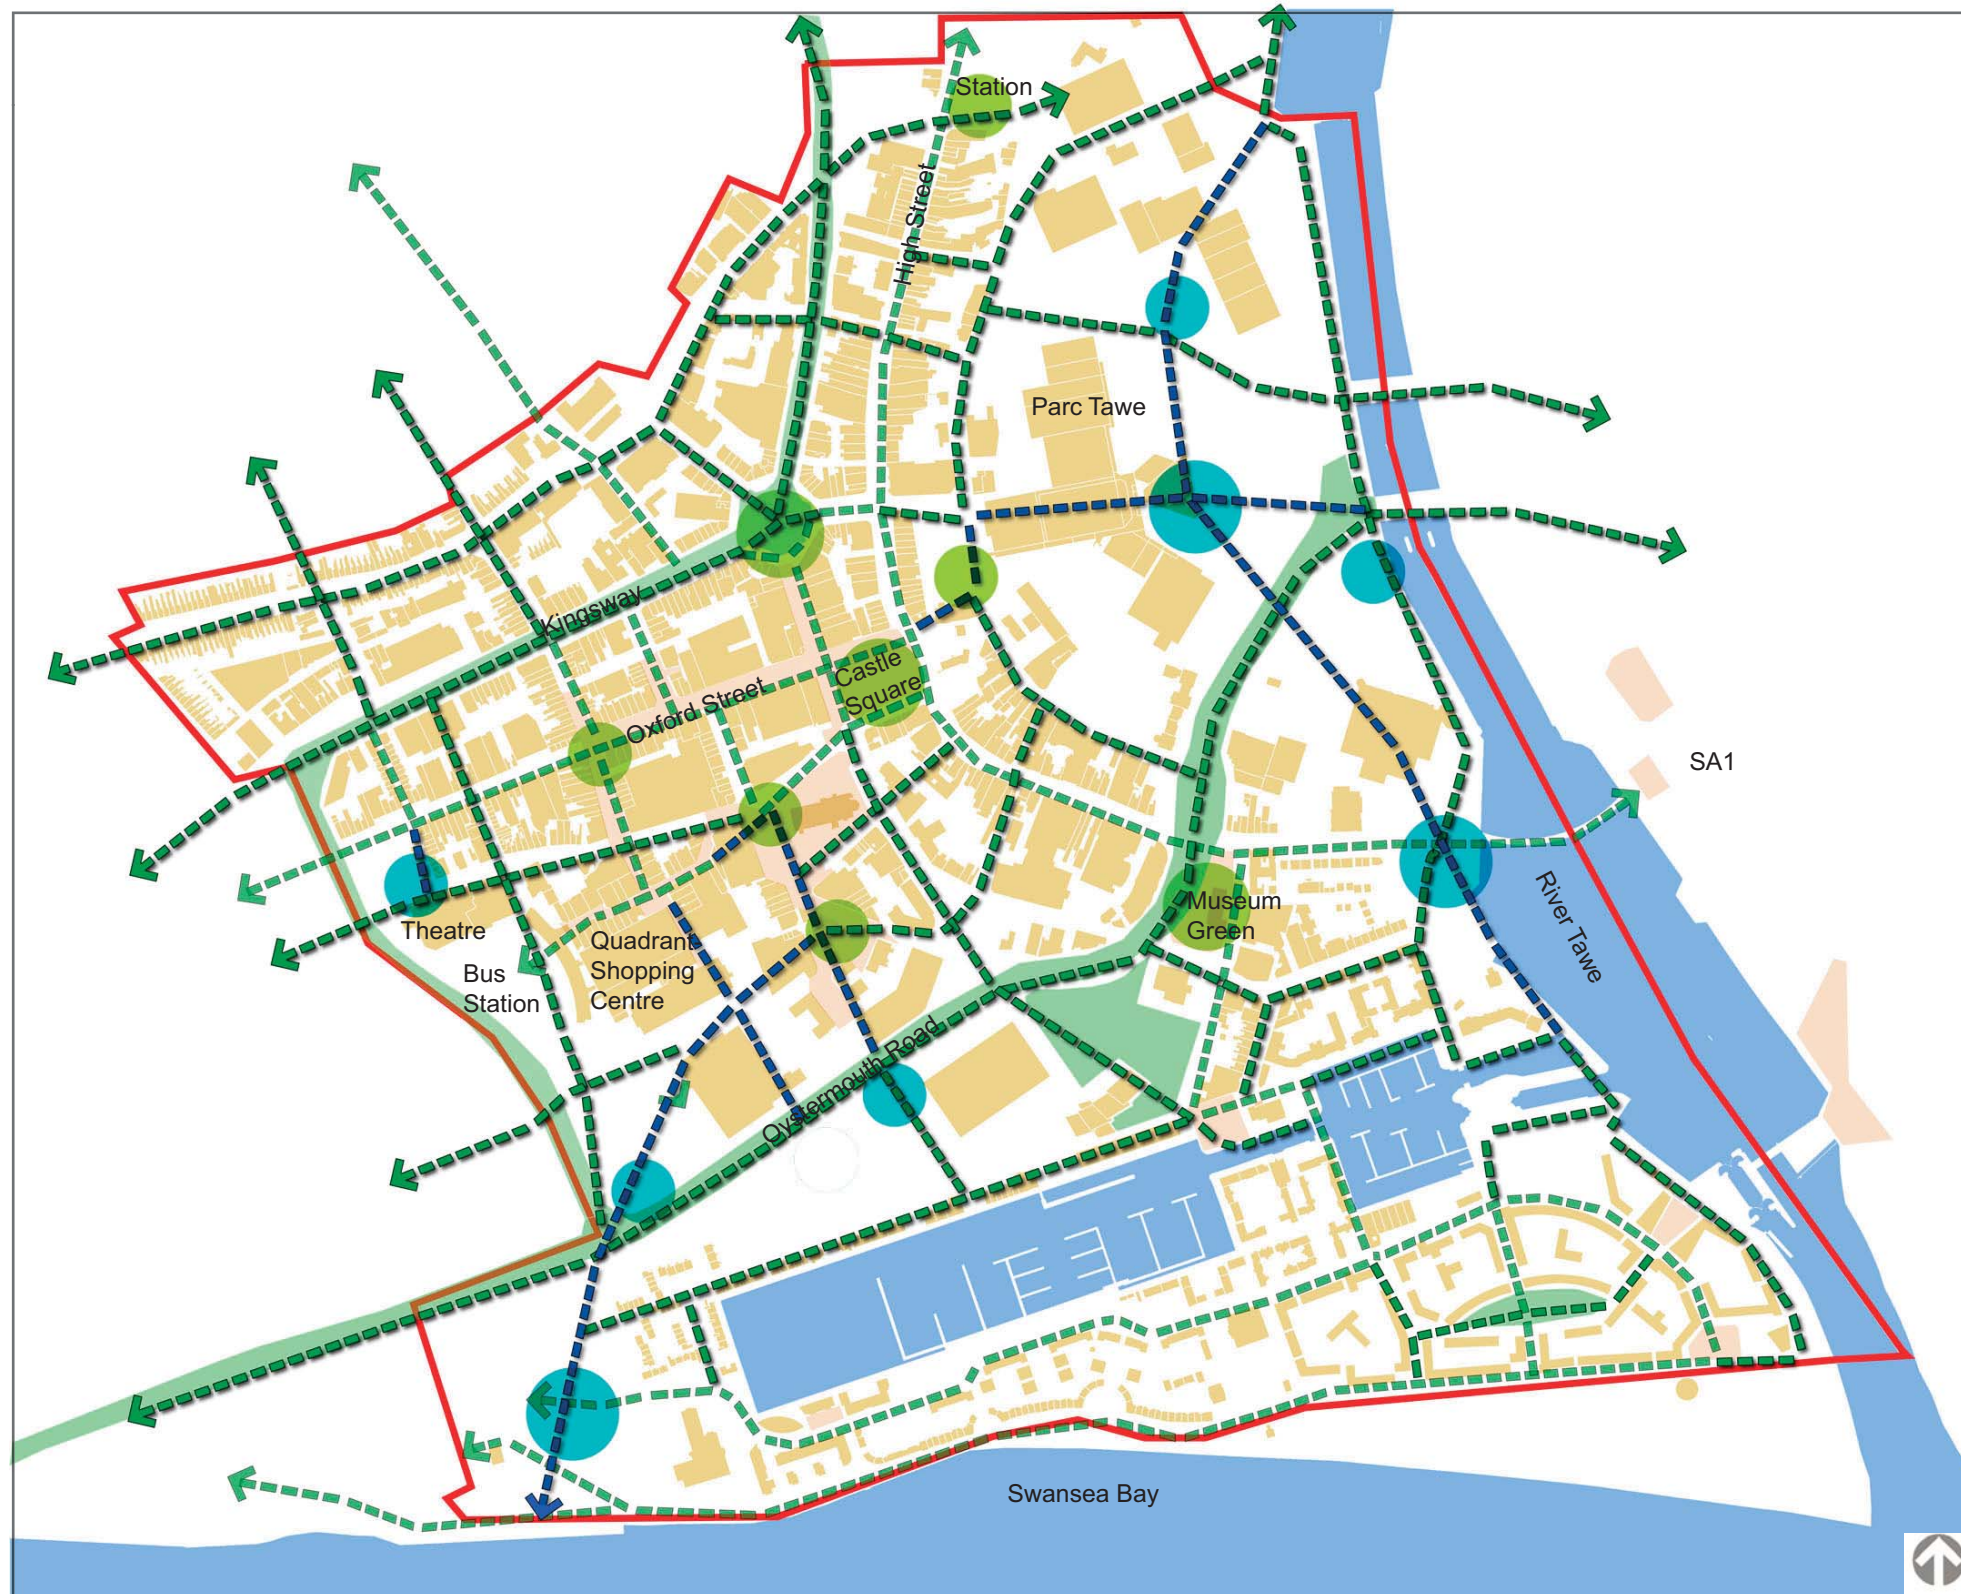 Station
High Street
Parc Tawe
Kingsway
Castle
Square
Oxford Street
SA1
Museum
Green
River Tawe
Theatre
Quadrant
Shopping
Centre
Bus
Station
Oystermouth Road
Swansea Bay